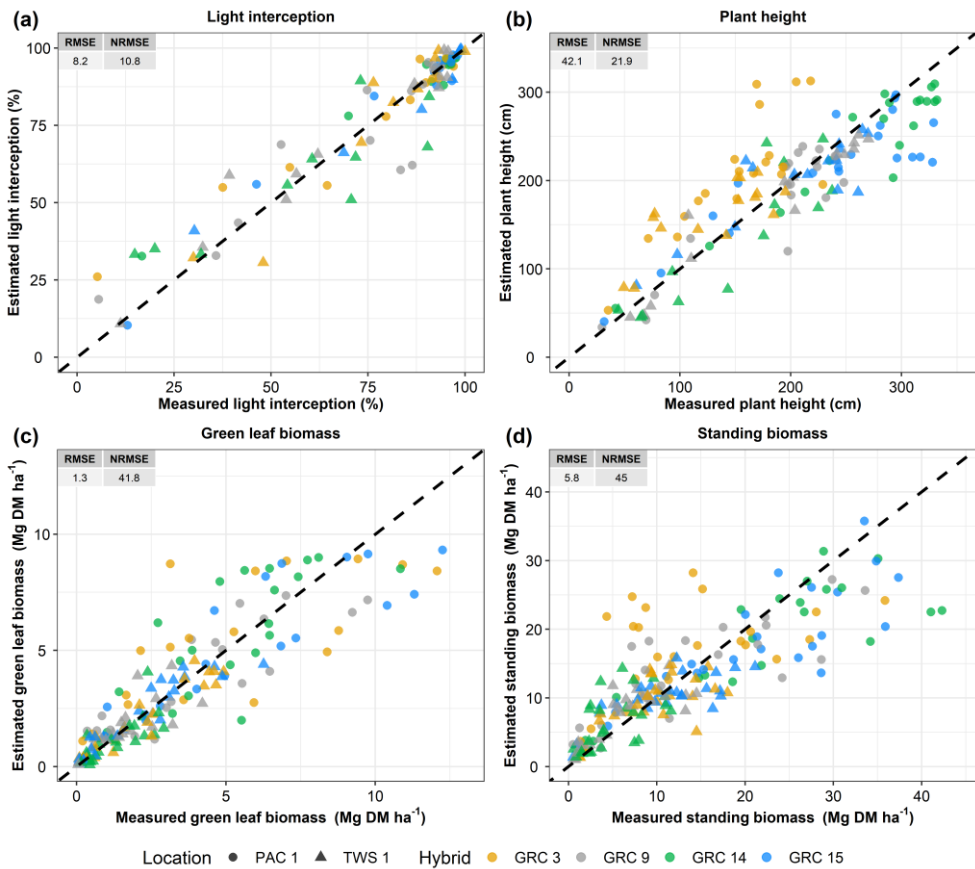 (a) Light interception
RMSE NRMSE
8.2 10.8
Estimated light interception (%)
100
75
50
25
0
0 25 50 75 100
Measured light interception (%)
(b) Plant height
RMSE NRMSE
42.1 21.9
Estimated plant height (cm)
300
200
100
0
0 100 200 300
Measured plant height (cm)
(c) Green leaf biomass
RMSE NRMSE
1.3 41.8
Estimated green leaf biomass (Mg DM ha⁻¹)
10
5
0
0 5 10
Measured green leaf biomass (Mg DM ha⁻¹)
(d) Standing biomass
RMSE NRMSE
5.8 45
Estimated standing biomass (Mg DM ha⁻¹)
40
30
20
10
0
0 10 20 30 40
Measured standing biomass (Mg DM ha⁻¹)
Location PAC 1 TWS 1 Hybrid GRC 3 GRC 9 GRC 14 GRC 15